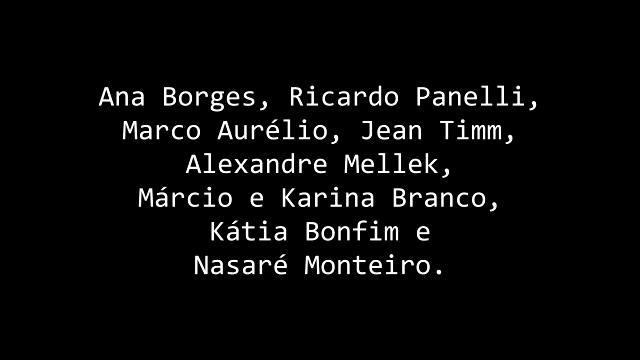 Ana Borges, Ricardo Panelli,
Marco Aurélio, Jean Timm,
Alexandre Mellek,
Márcio e Karina Branco,
Kátia Bonfim e
Nasaré Monteiro.